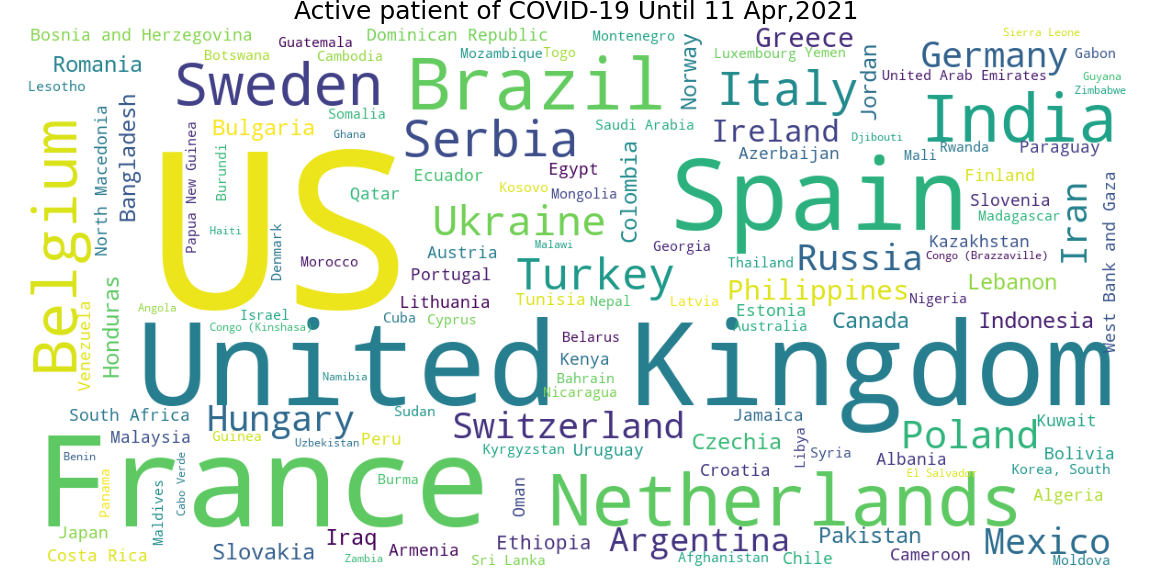 Active patient of COVID-19 Until 11 Apr,2021
Bosnia and Herzegovina
Guatemala
Dominican Republic
Montenegro
Greece
Sierra Leone
Romania
Botswana
Cambodia
Mozambique
Togo
Norway
Luxembourg
Yemen
Jordan
Germany
Gabon
Lesotho
Sweden
Brazil
Italy
United Arab Emirates
Guyana
Zimbabwe
Belgium
North Macedonia
Bangladesh
Somalia
Bulgaria
Ghana
Serbia
Saudi Arabia
Ireland
Djibouti
India
Papua New Guinea
Burundi
US
Qatar
Ecuador
Egypt
Kosovo
Mongolia
Colombia
Azerbaijan
Mali
Rwanda
Paraguay
Spain
Finland
Slovenia
Madagascar
Iran
West Bank and Gaza
Haiti
Denmark
Morocco
Ukraine
Malawi
Austria
Georgia
Kazakhstan
Congo (Brazzaville)
Thailand
Russia
Portugal
Turkey
Philippines
Lebanon
Nigeria
Venezuela
Honduras
Angola
Israel
Congo (Kinshasa)
Lithuania
Cuba
Cyprus
Tunisia
Nepal
Latvia
Estonia
Australia
Canada
Indonesia
United Kingdom
Belarus
Kenya
Namibia
Bahrain
Nicaragua
South Africa
Hungary
Sudan
Switzerland
Jamaica
Kuwait
Malaysia
Guinea
Uzbekistan
Peru
Kyrgyzstan
Uruguay
Czechia
Libya
Syria
Poland
Albania
Bolivia
Korea, South
Benin
France
Panama
Maldives
Cabo Verde
Burma
Oman
Croatia
El Salvador
Netherlands
Algeria
Japan
Costa Rica
Slovakia
Iraq
Zambia
Armenia
Ethiopia
Sri Lanka
Argentina
Afghanistan
Chile
Pakistan
Cameroon
Mexico
Moldova